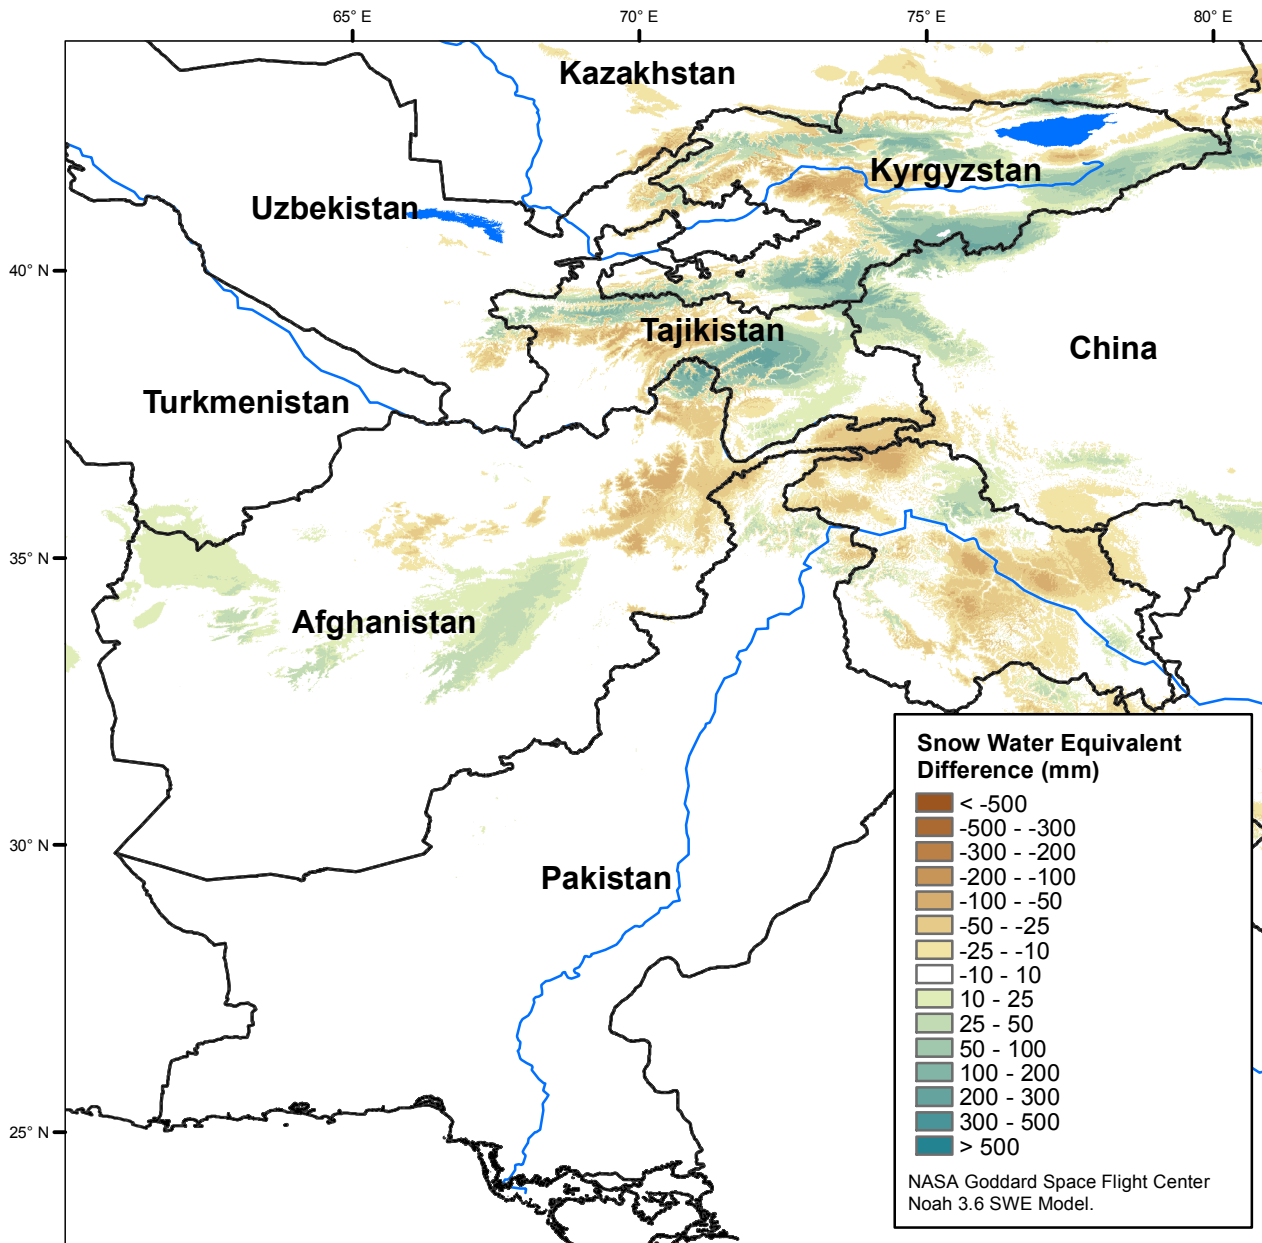 65° E
70° E
75° E
80° E
Kazakhstan
Kyrgyzstan
Uzbekistan
40° N
Tajikistan
China
Turkmenistan
35° N
Afghanistan
30° N
Pakistan
25° N
Snow Water Equivalent
Difference (mm)
< -500
-500 - -300
-300 - -200
-200 - -100
-100 - -50
-50 - -25
-25 - -10
-10 - 10
10 - 25
25 - 50
50 - 100
100 - 200
200 - 300
300 - 500
> 500
NASA Goddard Space Flight Center
Noah 3.6 SWE Model.